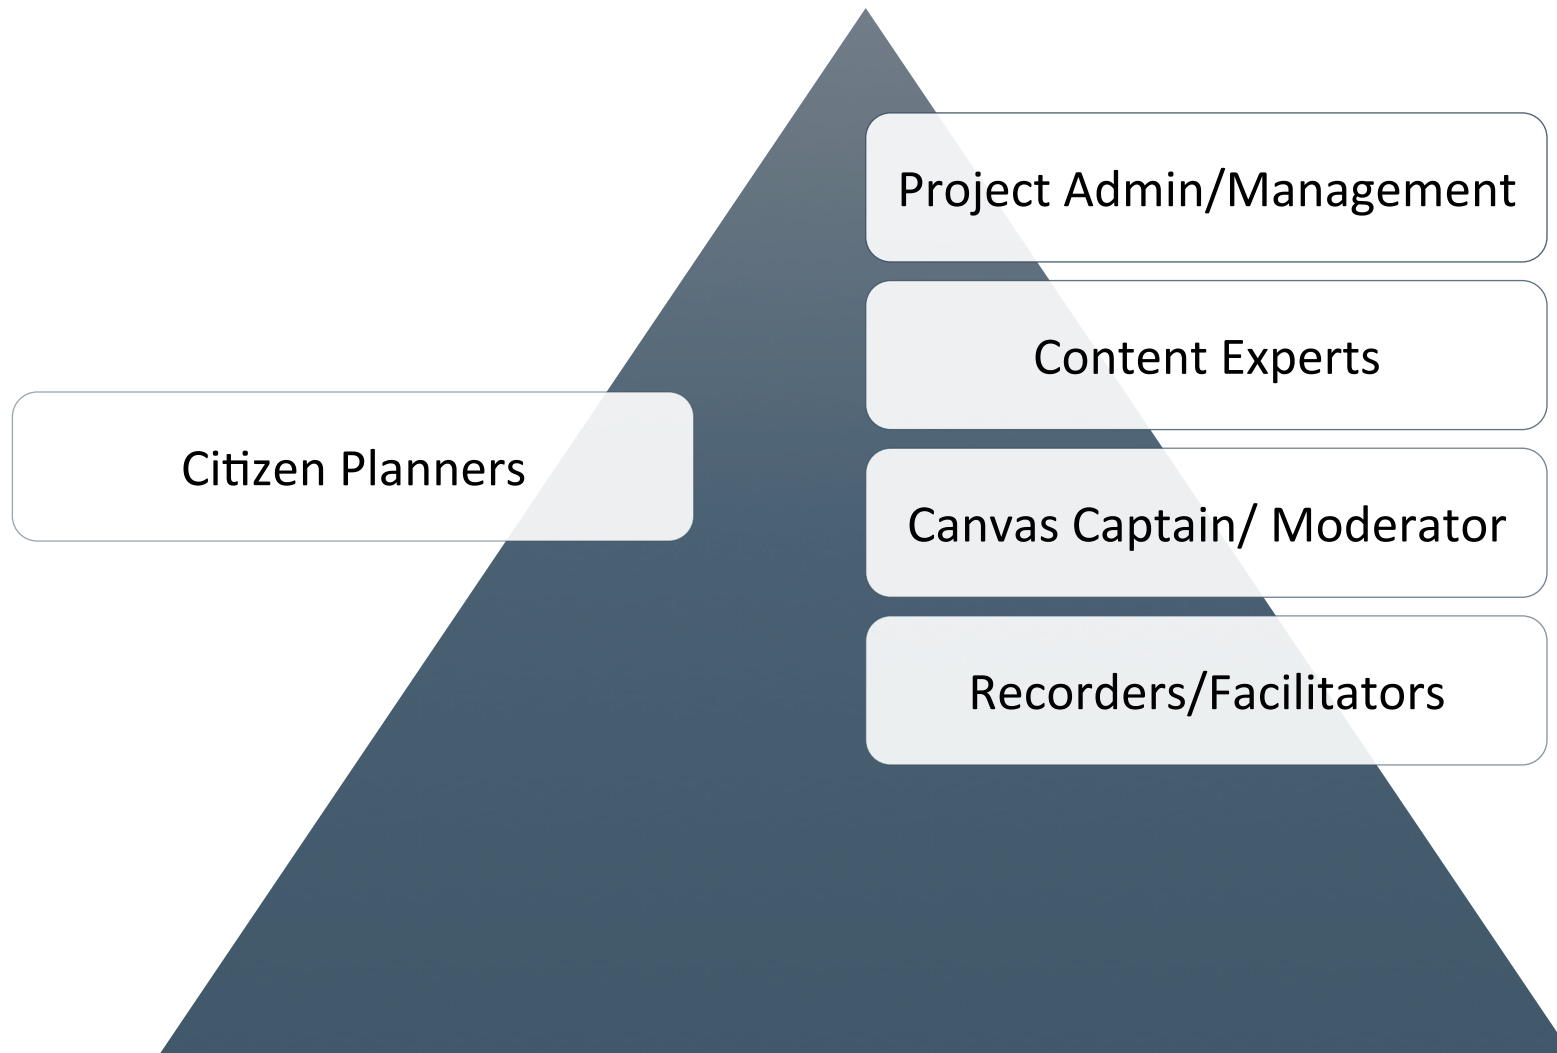 Project Admin/Management
Content Experts
Citizen Planners
Canvas Captain/ Moderator
Recorders/Facilitators